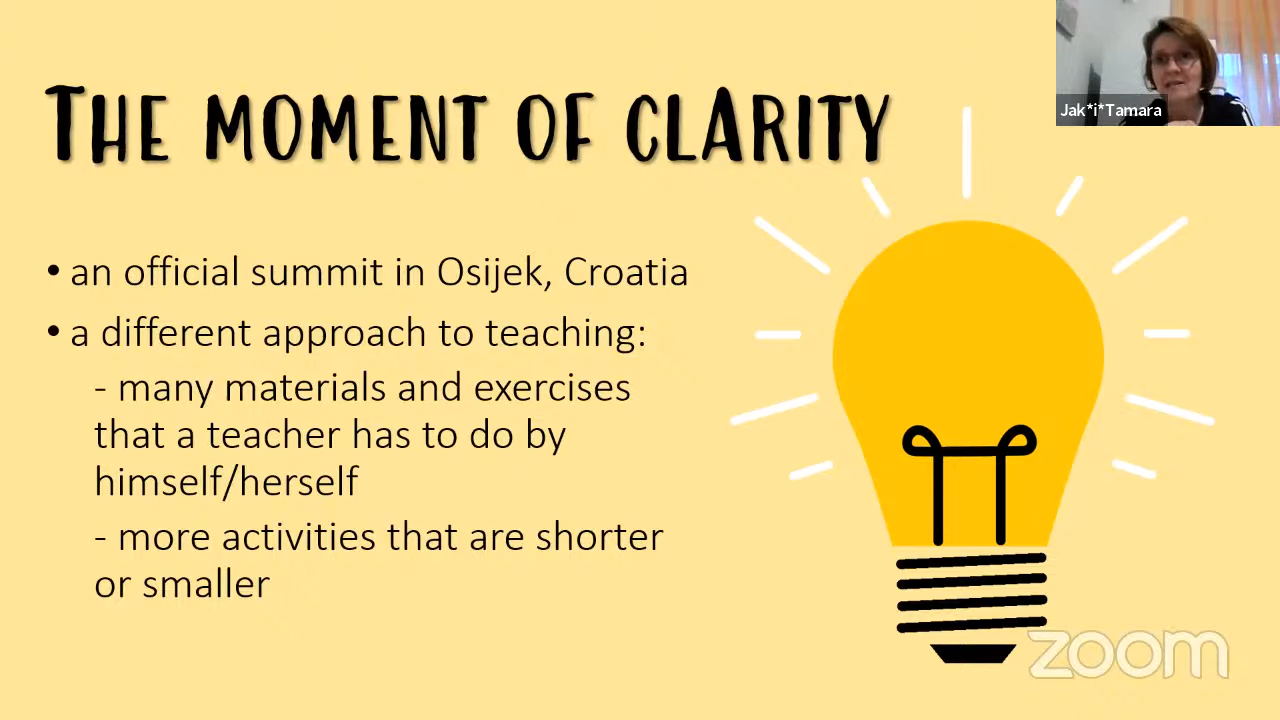 THE MOMENT OF CLARITY
Jak*i*Tamara
• an official summit in Osijek, Croatia
• a different approach to teaching:
- many materials and exercises
that a teacher has to do by
himself/herself
- more activities that are shorter
or smaller
zoom